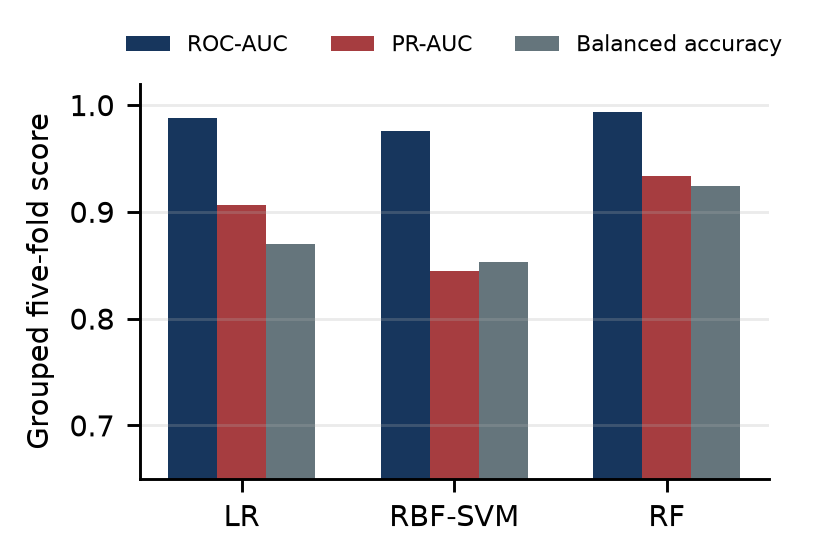 ROC-AUC PR-AUC Balanced accuracy
Grouped five-fold score
1.0
0.9
0.8
0.7
LR RBF-SVM RF